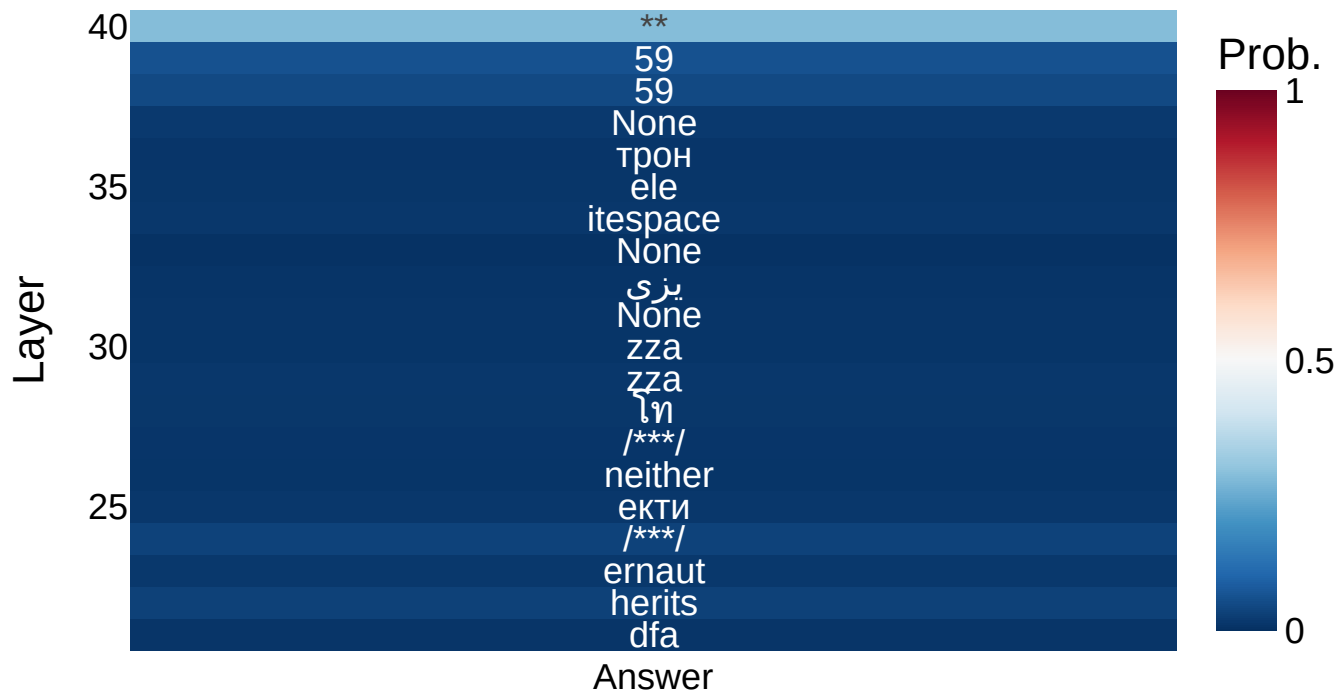 40
**
Prob.
59
59
1
None
трон
35
ele
itespace
None
یزی
None
Layer
30
zza
0.5
zza
โท
/***/
neither
25
екти
/***/
ernaut
herits
dfa
0
Answer